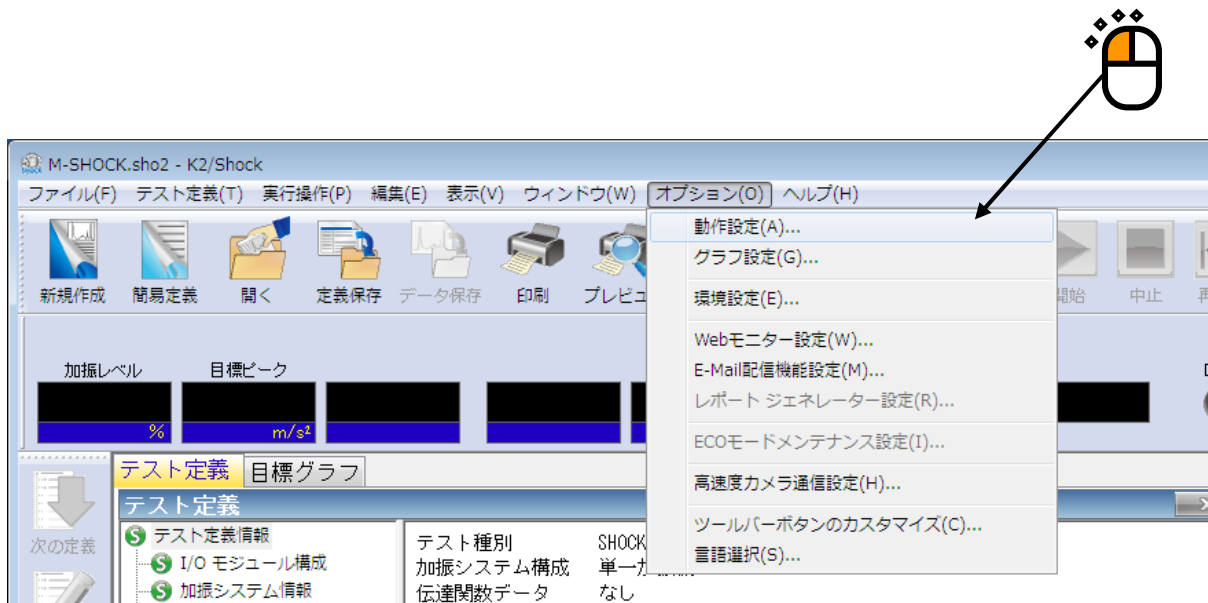 M-SHOCK.sho2 - K2/Shock
ファイル(F) テスト定義(T) 実行操作(P) 編集(E) 表示(V) ウィンドウ(W) オプション(O) ヘルプ(H)
新規作成 簡易定義 開く 定義保存 データ保存 印刷 プレビュ 開始 中止 再
動作設定(A)...
グラフ設定(G)...
環境設定(E)...
Webモニター設定(W)...
E-Mail配信機能設定(M)...
レポート ジェネレーター設定(R)...
ECOモードメンテナンス設定(I)...
高速度カメラ通信設定(H)...
ツールバーボタンのカスタマイズ(C)...
言語選択(S)...
加振レベル 目標ピーク
% m/s²
テスト定義 目標グラフ
テスト定義
次の定義
テスト定義情報
I/O モジュール構成
加振システム情報
テスト種別 SHOCK
加振システム構成 単一加
伝達関数データ なし